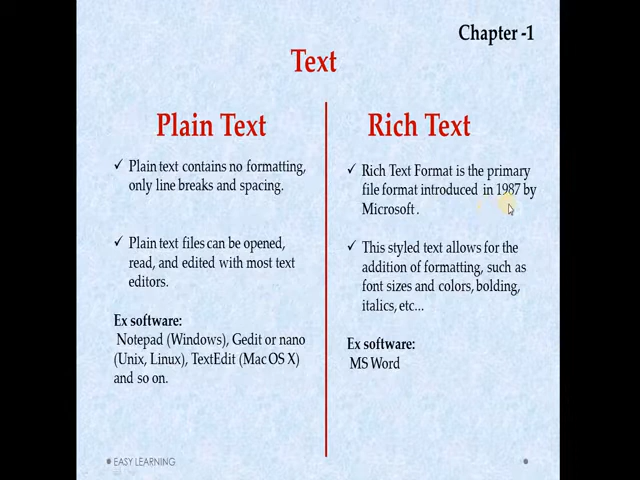 Chapter -1
Text
Plain Text
✓ Plain text contains no formatting,
only line breaks and spacing.
✓ Plain text files can be opened,
read, and edited with most text
editors.
Ex software:
Notepad (Windows), Gedit or nano
(Unix, Linux), TextEdit (Mac OS X)
and so on.
Rich Text
✓ Rich Text Format is the primary
file format introduced in 1987 by
Microsoft .
✓ This styled text allows for the
addition of formatting, such as
font sizes and colors, bolding,
italics, etc...
Ex software:
MS Word
EASY LEARNING